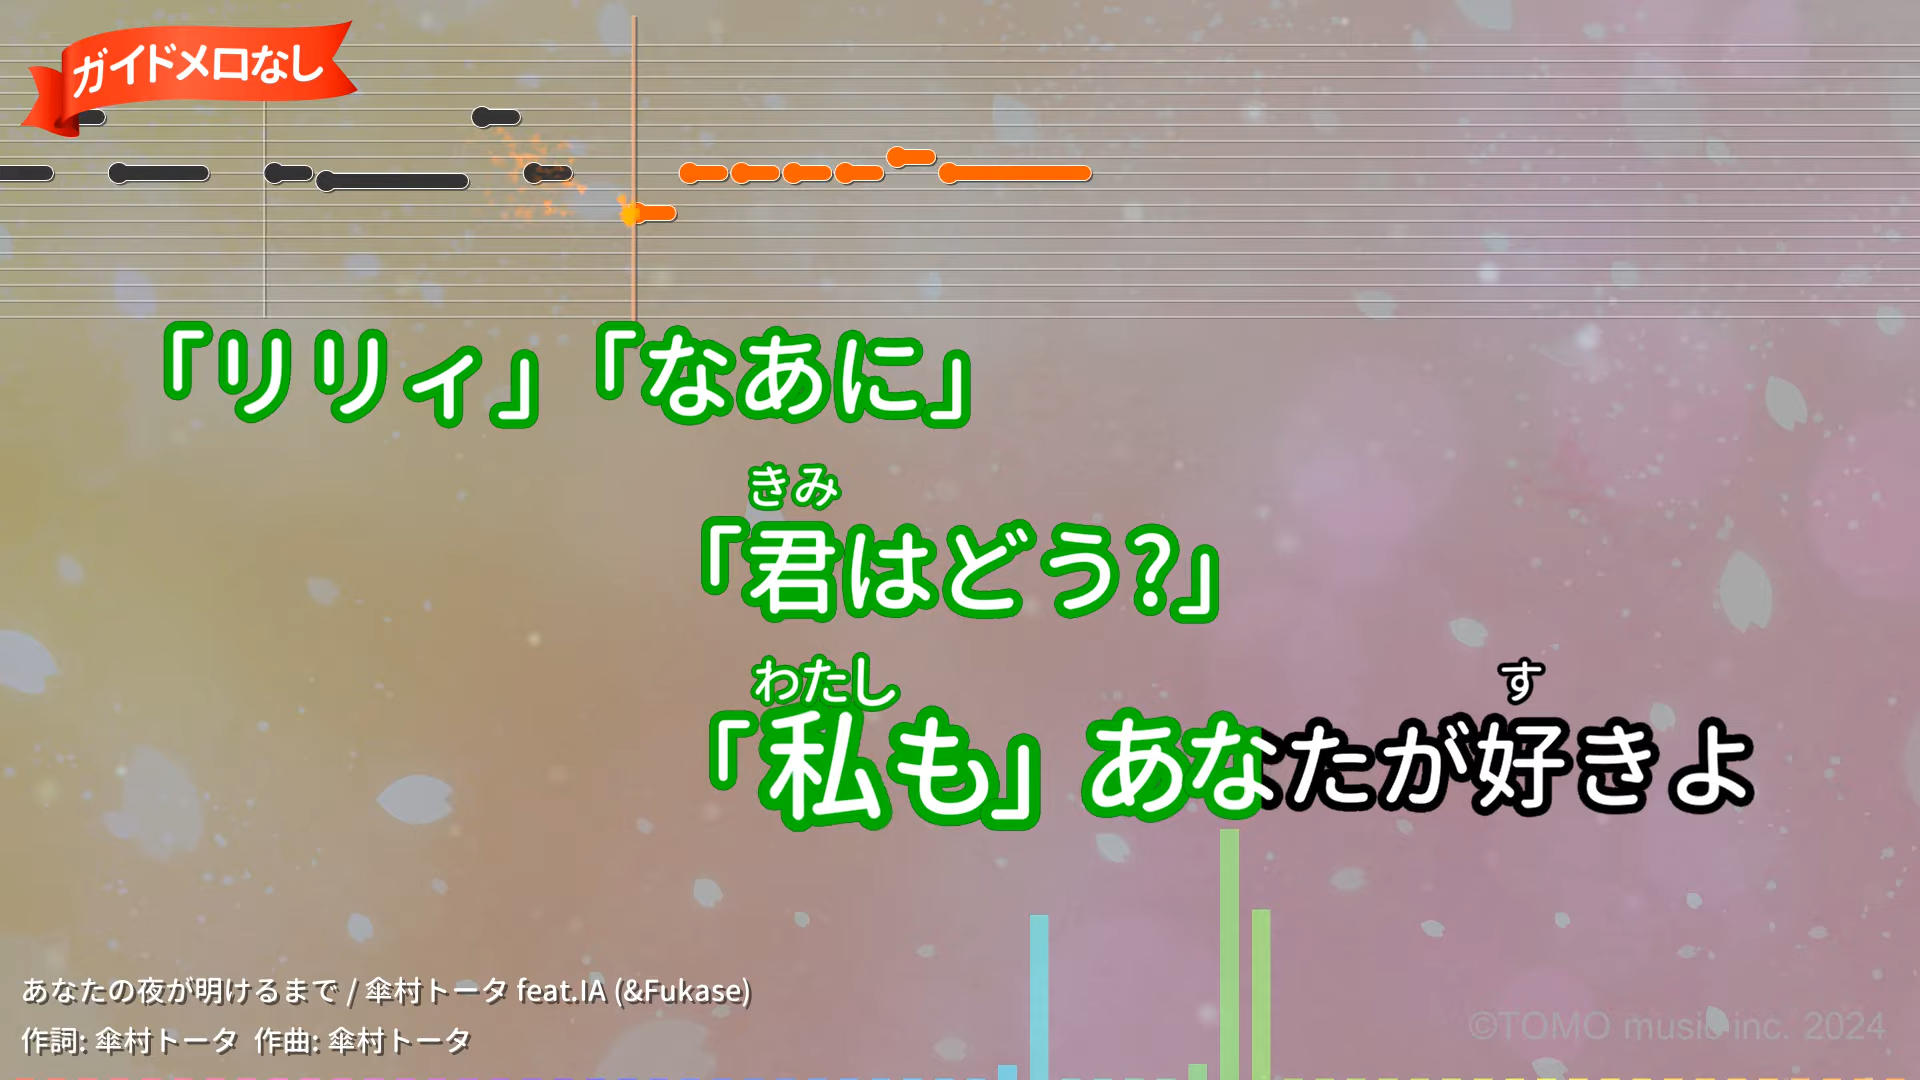 ガイドメロなし
「リリィ」「なあに」
きみ
「君はどう?」
わたし す
「私も」あなたが好きよ
あなたの夜が明けるまで / 傘村トータ feat.IA (&Fukase)
作詞: 傘村トータ 作曲: 傘村トータ
©TOMO music inc. 2024